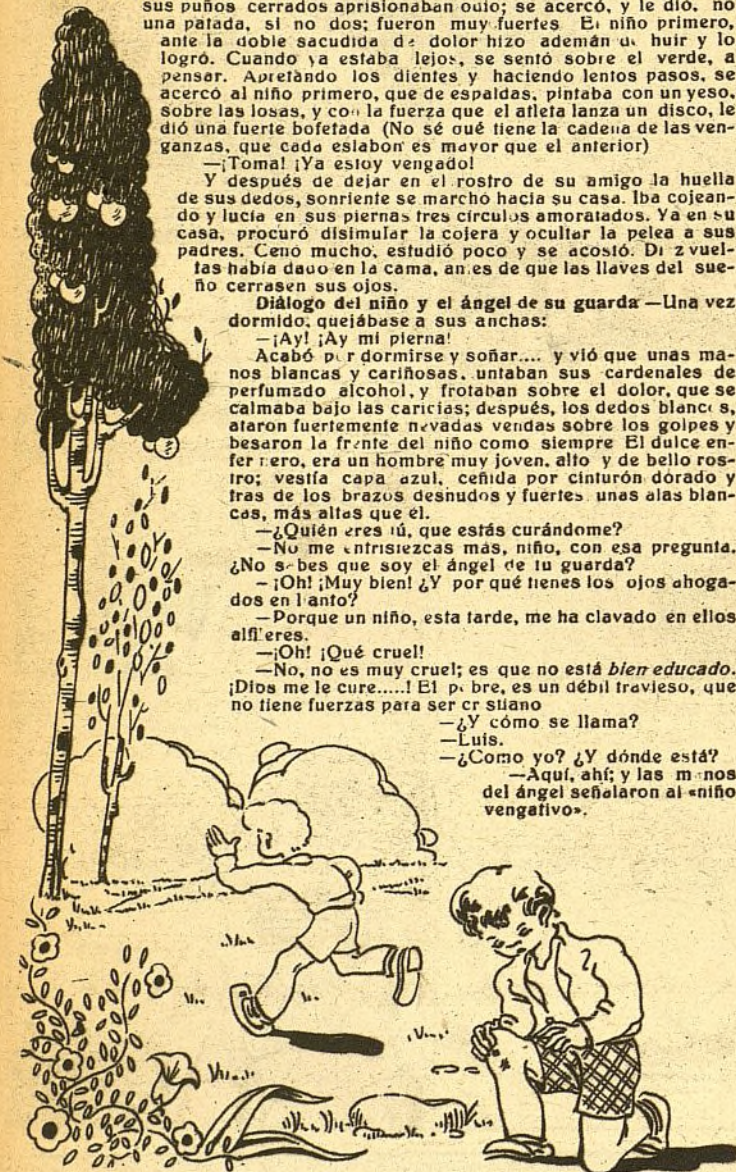 sus puños cerrados aprisionaban odio; se acercó, y le dió, no
una patada, si no dos; fueron muy fuertes El niño primero,
ante la doble sacudida de dolor hizo ademán de huir y lo
logró. Cuando ya estaba lejos, se sentó sobre el verde, a
pensar. Apretando los dientes y haciendo lentos pasos, se
acercó al niño primero, que de espaldas, pintaba con un yeso,
sobre las losas, y con la fuerza que el atleta lanza un disco, le
dió una fuerte bofetada (No sé qué tiene la cadena de las ven-
ganzas, que cada eslabon es mayor que el anterior)
—¡Toma! ¡Ya estoy vengado!
Y después de dejar en el rostro de su amigo la huella
de sus dedos, sonriente se marchó hacia su casa. Iba cojean-
do y lucía en sus piernas tres círculos amoratados. Ya en su
casa, procuró disimular la cojera y ocultar la pelea a sus
padres. Cenó mucho, estudió poco y se acostó. Di z vuel-
tas había dado en la cama, antes de que las llaves del sue-
ño cerrasen sus ojos.
Diálogo del niño y el ángel de su guarda —Una vez
dormido, quejábase a sus anchas:
—¡Ay! ¡Ay mi pierna!
Acabó por dormirse y soñar.... y vió que unas ma-
nos blancas y cariñosas, untaban sus cardenales de
perfumado alcohol, y frotaban sobre el dolor, que se
calmaba bajo las caricias; después, los dedos blancos,
ataron fuertemente nevadas vendas sobre los golpes y
besaron la frente del niño como siempre El dulce en-
fermero, era un hombre muy joven, alto y de bello ros-
tro; vestía capa azul, ceñida por cinturón dorado y
tras de los brazos desnudos y fuertes unas alas blan-
cas, más altas que él.
—¿Quién eres tú, que estás curándome?
—No me entristezcas más, niño, con esa pregunta.
¿No sabes que soy el ángel de tu guarda?
—¡Oh! ¡Muy bien! ¿Y por qué tienes los ojos ahoga-
dos en llanto?
—Porque un niño, esta tarde, me ha clavado en ellos
alfileres.
—¡Oh! ¡Qué cruel!
—No, no es muy cruel; es que no está bien educado.
¡Dios me le cure.....! El pobre, es un débil travieso, que
no tiene fuerzas para ser cristiano
—¿Y cómo se llama?
—Luis.
—¿Como yo? ¿Y dónde está?
—Aquí, ahí; y las manos
del ángel señalaron al «niño
vengativo».